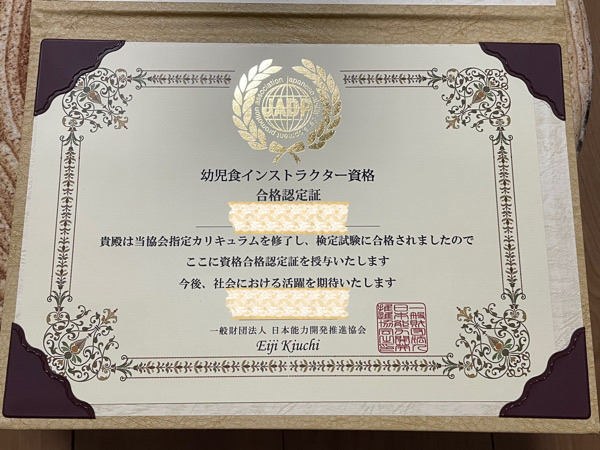 JADP
幼児食インストラクター資格
合格認定証
貴殿は当協会指定カリキュラムを修了し、検定試験に合格されましたので
ここに資格合格認定証を授与いたします
今後、社会における活躍を期待いたします
一般財団法人 日本能力開発推進協会
Eiji Kiuchi